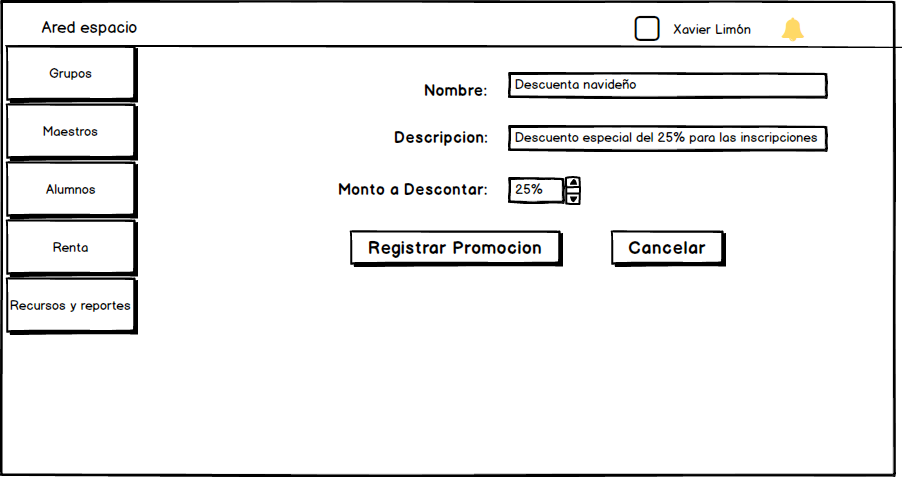 Ared espacio
Xavier Limón
Grupos
Maestros
Alumnos
Renta
Recursos y reportes
Nombre: Descuenta navideño
Descripcion: Descuento especial del 25% para las inscripciones
Monto a Descontar: 25%
Registrar Promocion Cancelar